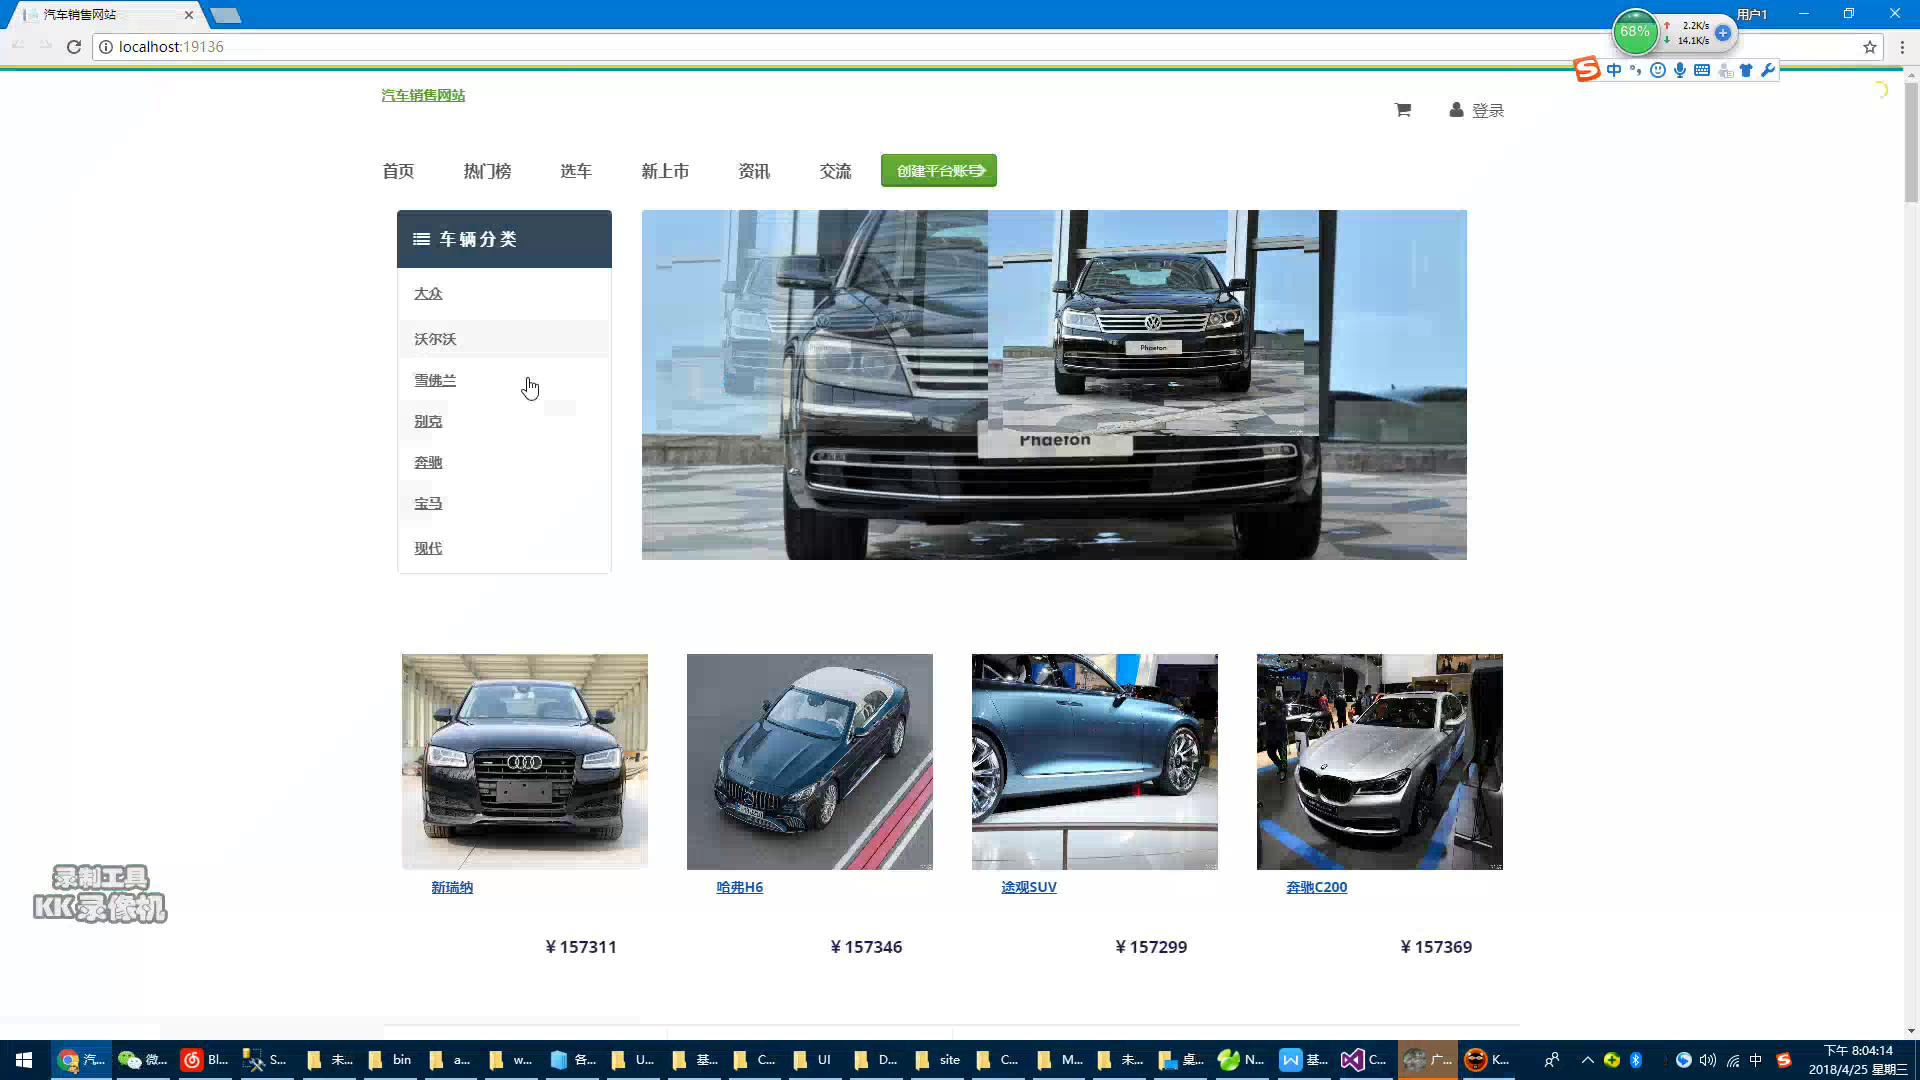 汽车销售网站
用户1
localhost:19136
68%
2.2K/s
14.1K/s
中
汽车销售网站
登录
首页
热门榜
选车
新上市
资讯
交流
创建平台账号
车辆分类
大众
沃尔沃
雪佛兰
别克
奔驰
宝马
现代
Phaeton
Phaeton
新瑞纳
哈弗H6
途观SUV
奔驰C200
¥ 157311
¥ 157346
¥ 157299
¥ 157369
录制工具
KK 录像机
汽...
微...
Bl...
S...
未...
bin
a...
w...
各...
U...
基...
C...
UI
D...
site
C...
M...
未...
桌...
N...
基...
C...
广...
K...
中
下午 8:04:14
2018/4/25 星期三